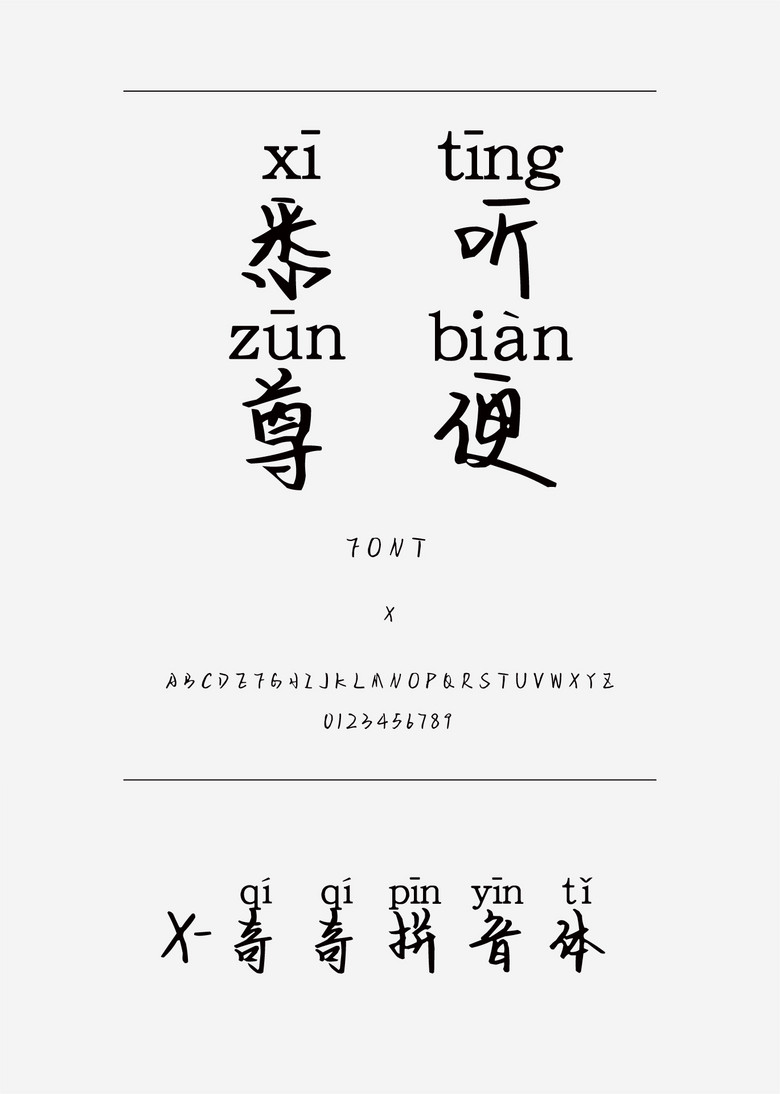 xī tīng
悉 听
zūn biàn
尊 便
FONT
X
ABCDEFGHIJKLMNOPQRSTUVWXYZ
0123456789
qí qí pīn yīn tǐ
X-奇奇拼音体